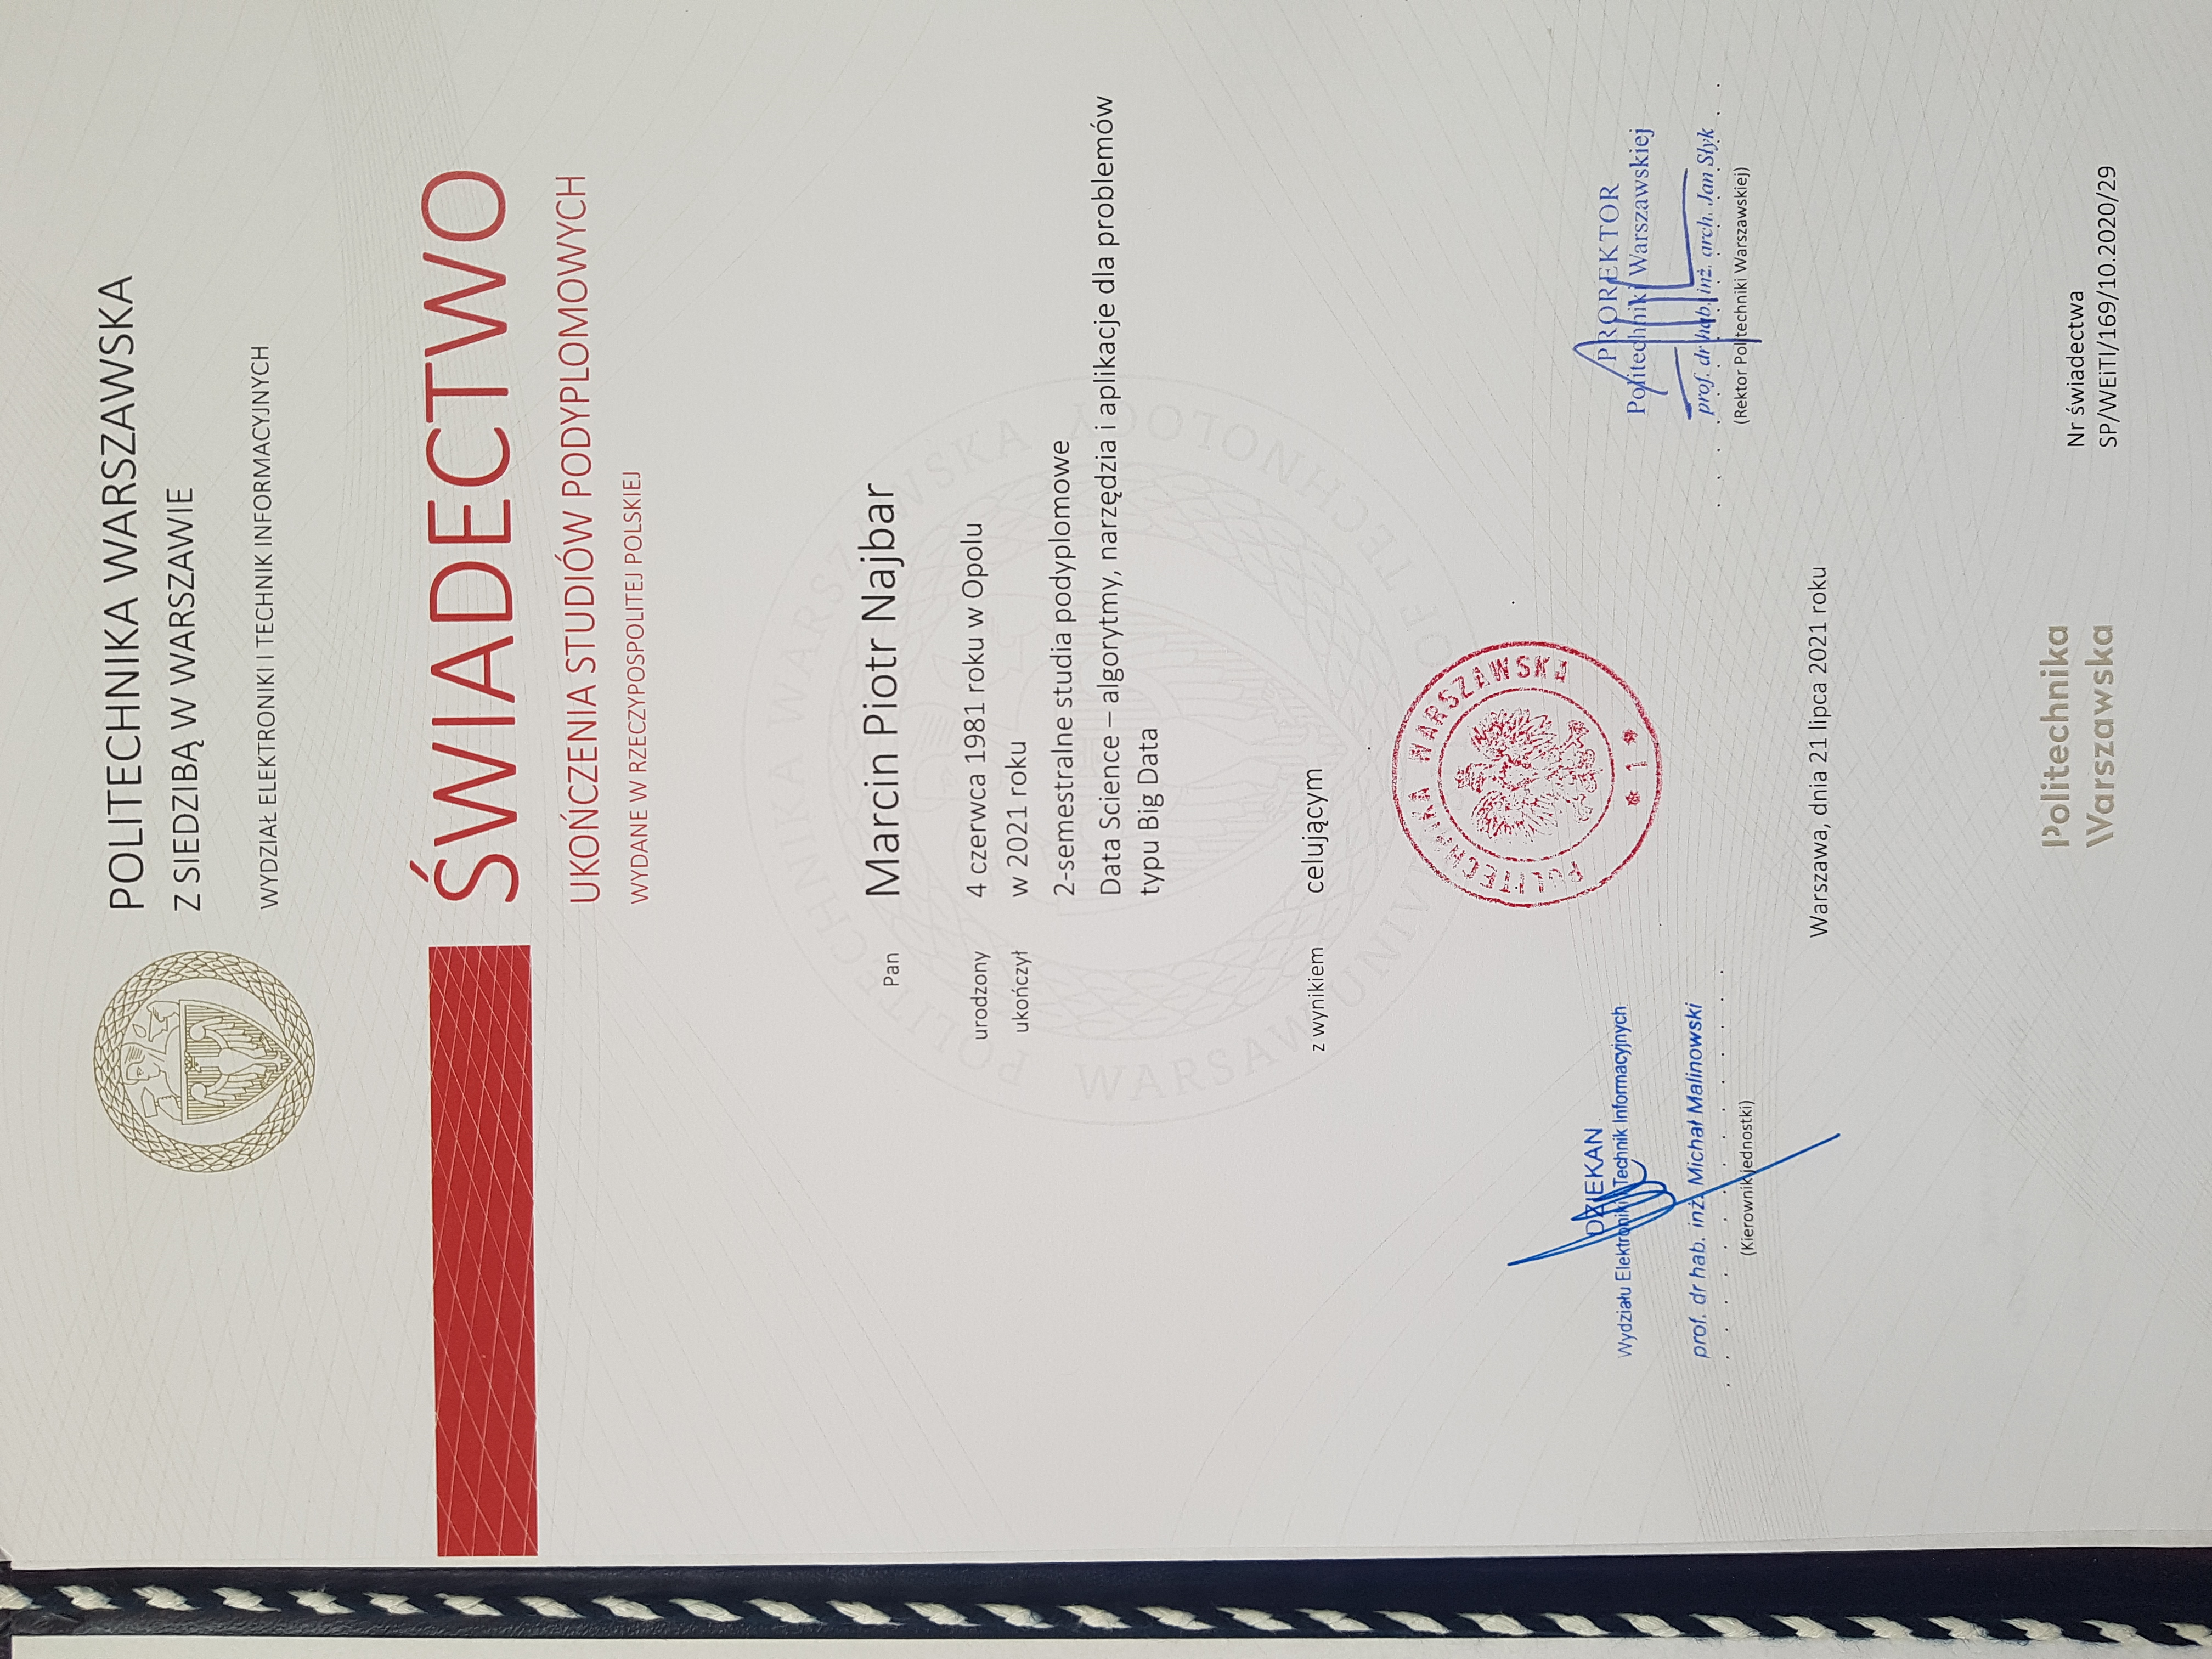 POLITECHNIKA WARSZAWSKA
Z SIEDZIBĄ W WARSZAWIE
WYDZIAŁ ELEKTRONIKI I TECHNIK INFORMACYJNYCH
ŚWIADECTWO
UKOŃCZENIA STUDIÓW PODYPLOMOWYCH
WYDANE W RZECZYPOSPOLITEJ POLSKIEJ
POLITECHNIKA WARSZAWSKA
WARSAW UNIVERSITY OF TECHNOLOGY
Pan Marcin Piotr Najbar
urodzony 4 czerwca 1981 roku w Opolu
ukończył w 2021 roku
2-semestralne studia podyplomowe
Data Science – algorytmy, narzędzia i aplikacje dla problemów
typu Big Data
z wynikiem celującym
POLITECHNIKA WARSZAWSKA
* 1 *
DZIEKAN
Wydziału Elektroniki i Technik Informacyjnych
prof. dr hab. inż. Michał Malinowski
(Kierownik jednostki)
PROREKTOR
Politechniki Warszawskiej
prof. dr hab. inż. arch. Jan Słyk
(Rektor Politechniki Warszawskiej)
Warszawa, dnia 21 lipca 2021 roku
Politechnika
Warszawska
Nr świadectwa
SP/WEiTI/169/10.2020/29